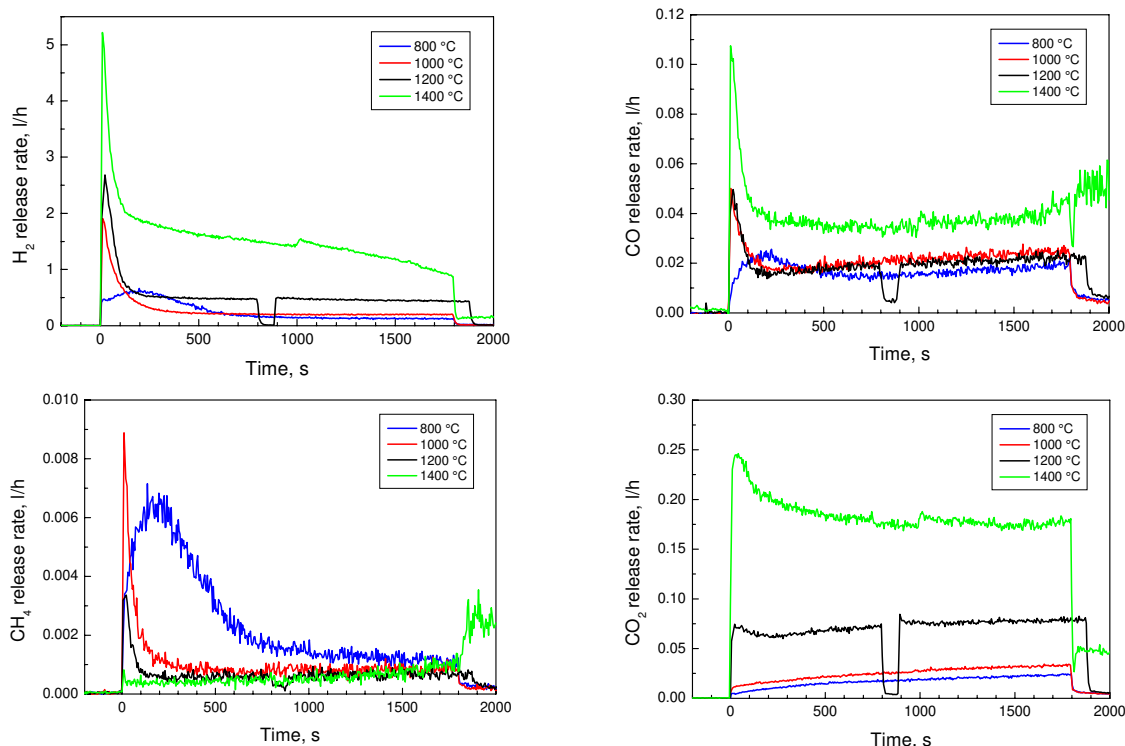 H2 release rate, l/h
5
4
3
2
1
0
0 500 1000 1500 2000
Time, s
800 °C
1000 °C
1200 °C
1400 °C
CO release rate, l/h
0.12
0.10
0.08
0.06
0.04
0.02
0.00
0 500 1000 1500 2000
Time, s
800 °C
1000 °C
1200 °C
1400 °C
CH4 release rate, l/h
0.010
0.008
0.006
0.004
0.002
0.000
0 500 1000 1500 2000
Time, s
800 °C
1000 °C
1200 °C
1400 °C
CO2 release rate, l/h
0.30
0.25
0.20
0.15
0.10
0.05
0.00
0 500 1000 1500 2000
Time, s
800 °C
1000 °C
1200 °C
1400 °C